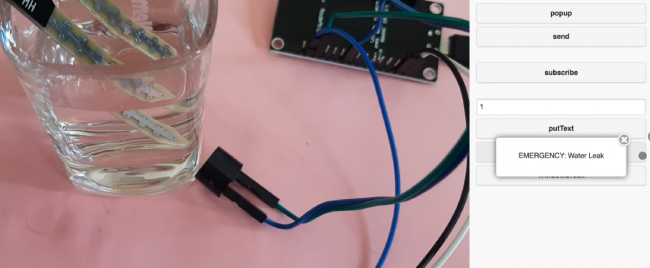 popup
send
subscribe
1
putText
EMERGENCY: Water Leak